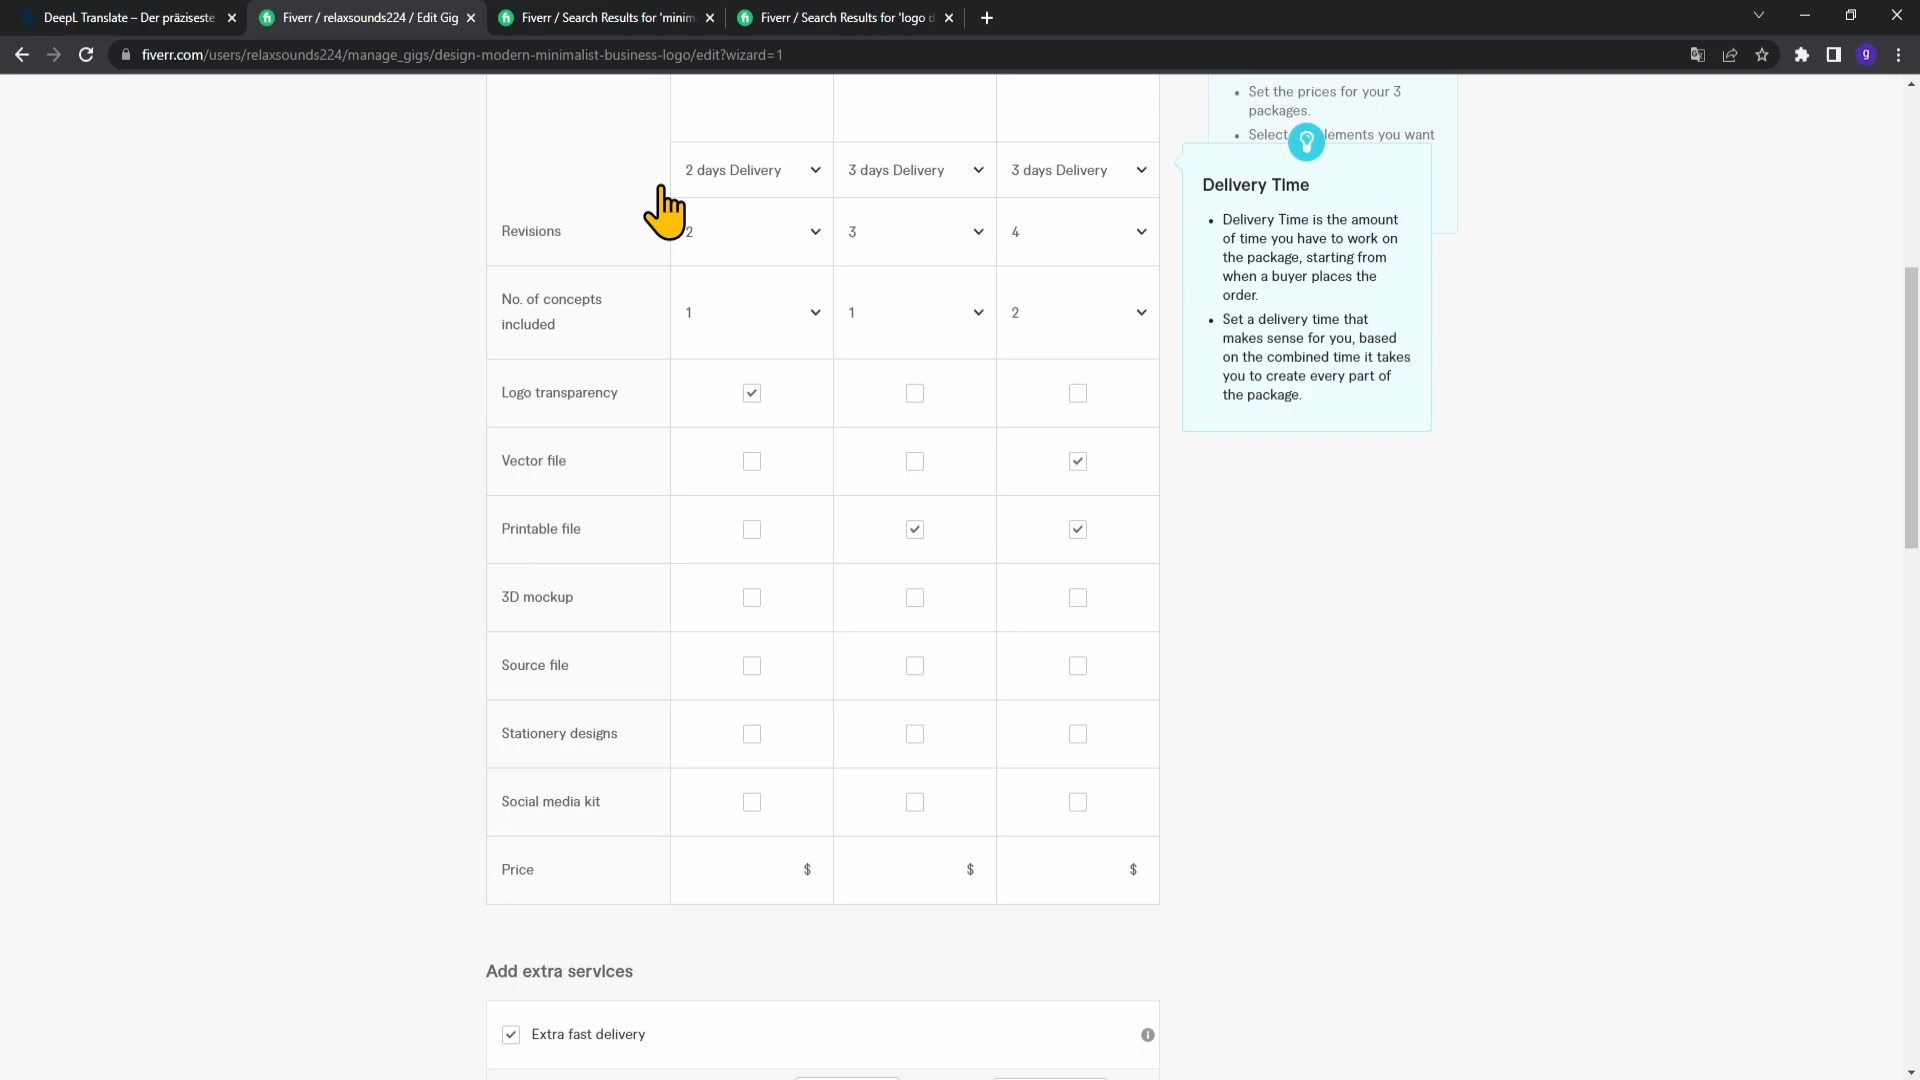 DeepL Translate – Der präziseste
Fiverr / relaxsounds224 / Edit Gig
Fiverr / Search Results for 'minim
Fiverr / Search Results for 'logo d
fiverr.com/users/relaxsounds224/manage_gigs/design-modern-minimalist-business-logo/edit?wizard=1
g
Set the prices for your 3
packages.
Select elements you want
2 days Delivery
3 days Delivery
3 days Delivery
Delivery Time
Delivery Time is the amount
of time you have to work on
the package, starting from
when a buyer places the
order.
Set a delivery time that
makes sense for you, based
on the combined time it takes
you to create every part of
the package.
Revisions
2
3
4
No. of concepts
included
1
1
2
Logo transparency
Vector file
Printable file
3D mockup
Source file
Stationery designs
Social media kit
Price
$
$
$
Add extra services
Extra fast delivery